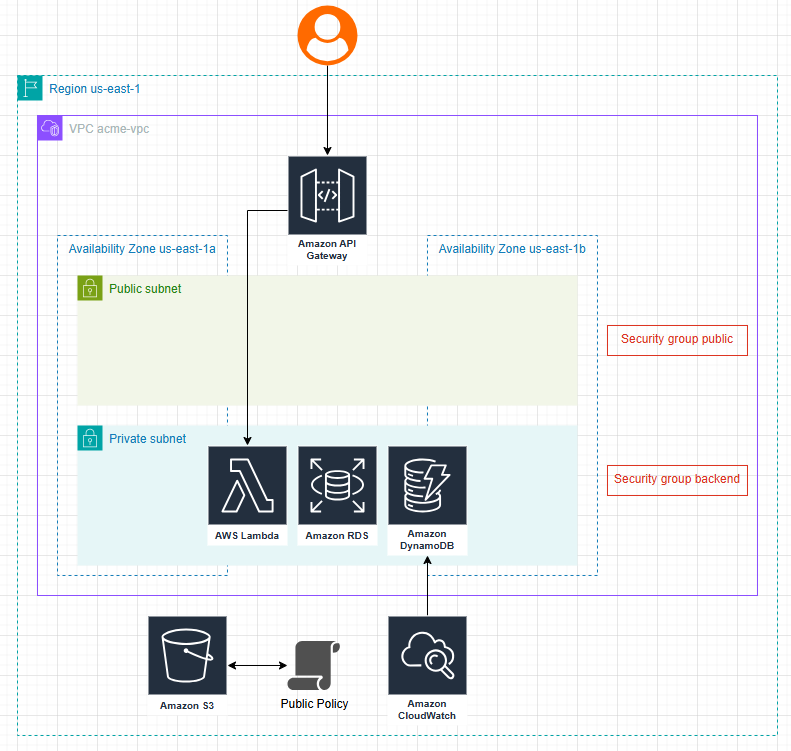 Region us-east-1
VPC acme-vpc
Amazon API
Gateway
Availability Zone us-east-1a
Availability Zone us-east-1b
Public subnet
Security group public
Private subnet
Security group backend
AWS Lambda
Amazon RDS
Amazon
DynamoDB
Amazon S3
Public Policy
Amazon
CloudWatch